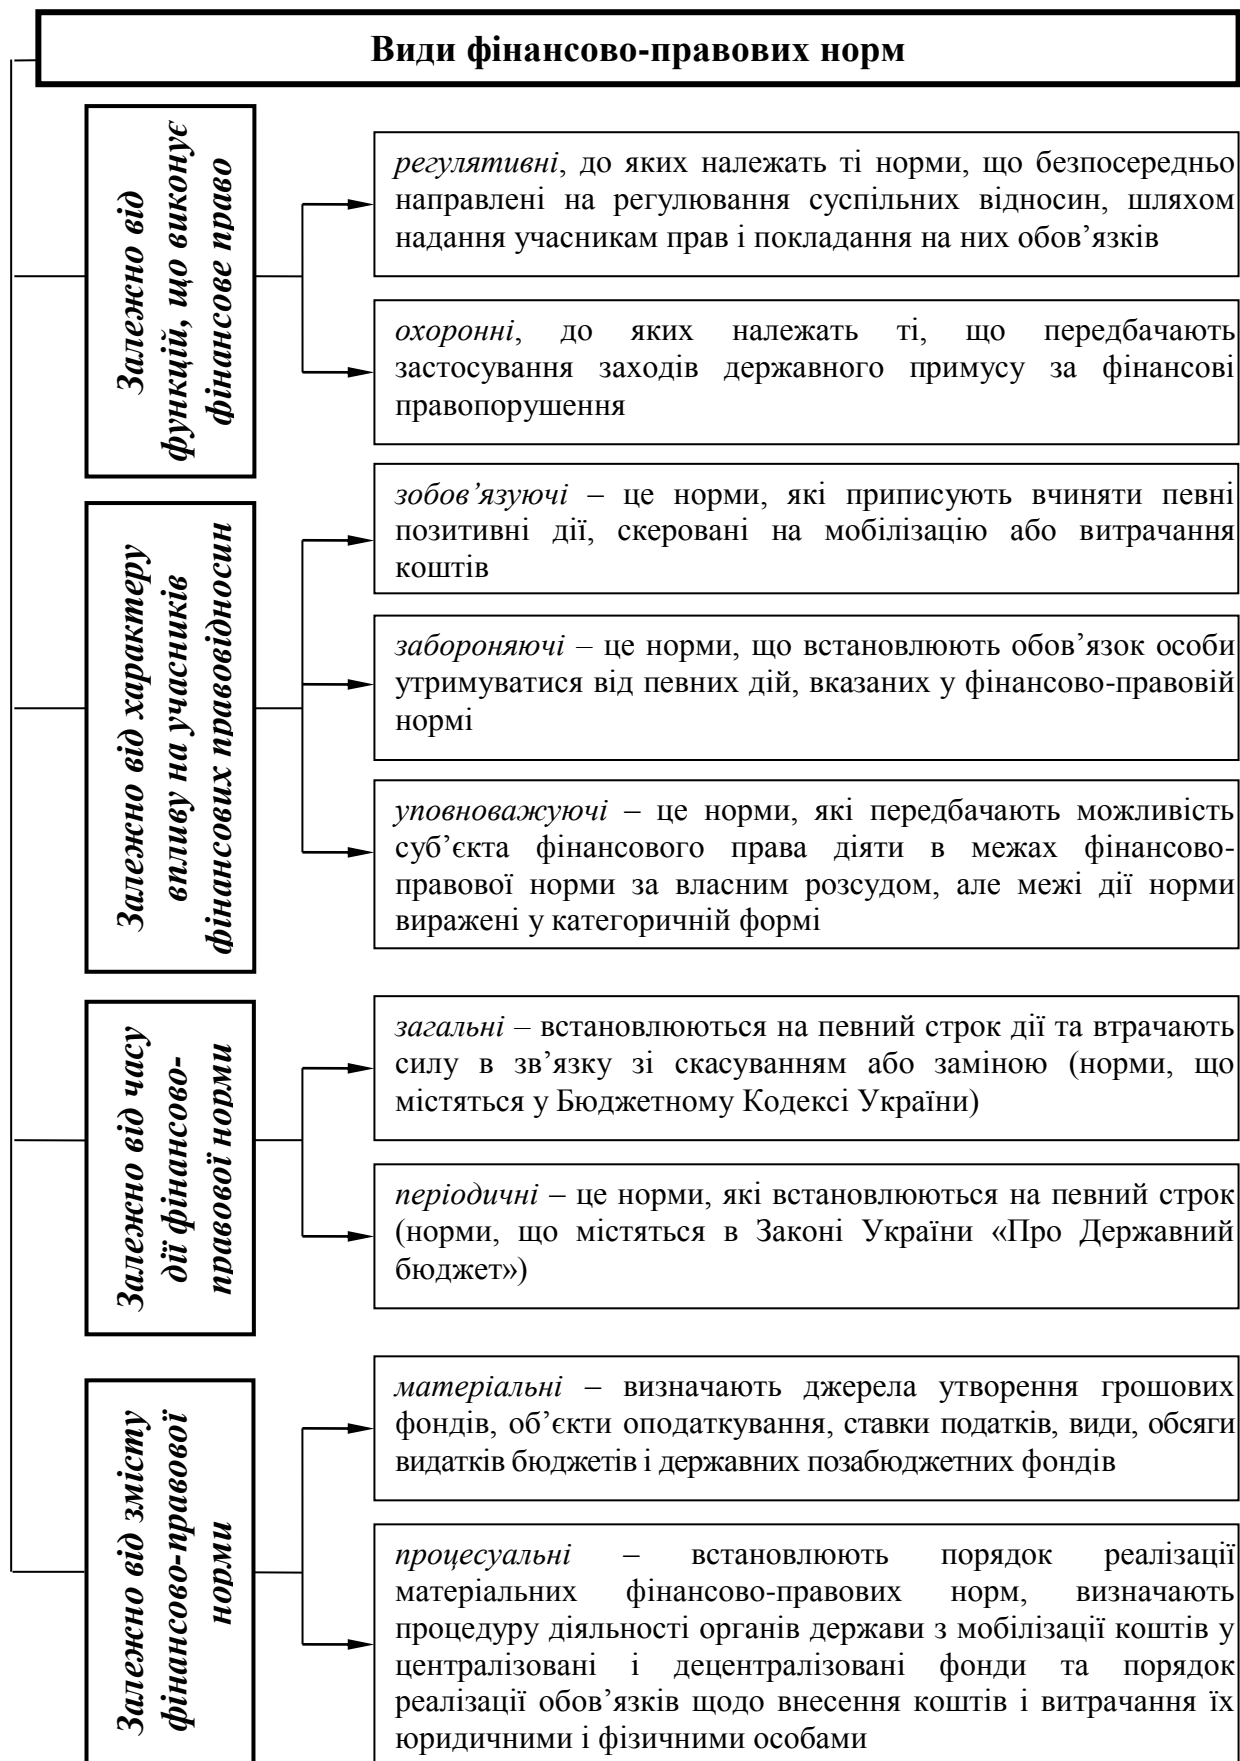 Види фінансово-правових норм
Залежно від
функцій, що виконує
фінансове право
регулятивні, до яких належать ті норми, що безпосередньо
направлені на регулювання суспільних відносин, шляхом
надання учасникам прав і покладання на них обов’язків
охоронні, до яких належать ті, що передбачають
застосування заходів державного примусу за фінансові
правопорушення
Залежно від характеру
впливу на учасників
фінансових правовідносин
зобов’язуючі – це норми, які приписують вчиняти певні
позитивні дії, скеровані на мобілізацію або витрачання
коштів
забороняючі – це норми, що встановлюють обов’язок особи
утримуватися від певних дій, вказаних у фінансово-правовій
нормі
уповноважуючі – це норми, які передбачають можливість
суб’єкта фінансового права діяти в межах фінансово-
правової норми за власним розсудом, але межі дії норми
виражені у категоричній формі
Залежно від часу
дії фінансово-
правової норми
загальні – встановлюються на певний строк дії та втрачають
силу в зв’язку зі скасуванням або заміною (норми, що
містяться у Бюджетному Кодексі України)
періодичні – це норми, які встановлюються на певний строк
(норми, що містяться в Законі України «Про Державний
бюджет»)
Залежно від змісту
фінансово-правової
норми
матеріальні – визначають джерела утворення грошових
фондів, об’єкти оподаткування, ставки податків, види, обсяги
видатків бюджетів і державних позабюджетних фондів
процесуальні – встановлюють порядок реалізації
матеріальних фінансово-правових норм, визначають
процедуру діяльності органів держави з мобілізації коштів у
централізовані і децентралізовані фонди та порядок
реалізації обов’язків щодо внесення коштів і витрачання їх
юридичними і фізичними особами